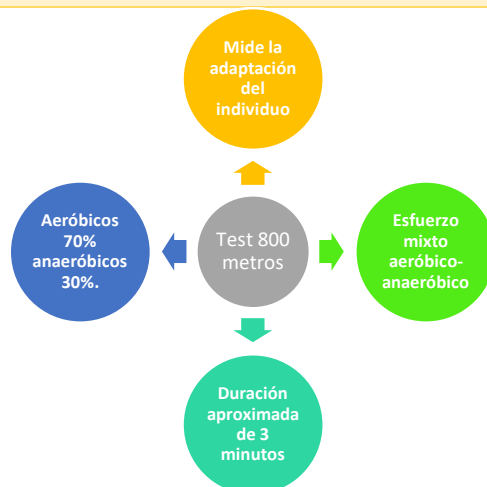 Mide la
adaptación
del
individuo
Aeróbicos
70%
anaeróbicos
30%.
Test 800
metros
Esfuerzo
mixto
aeróbico-
anaeróbico
Duración
aproximada
de 3
minutos